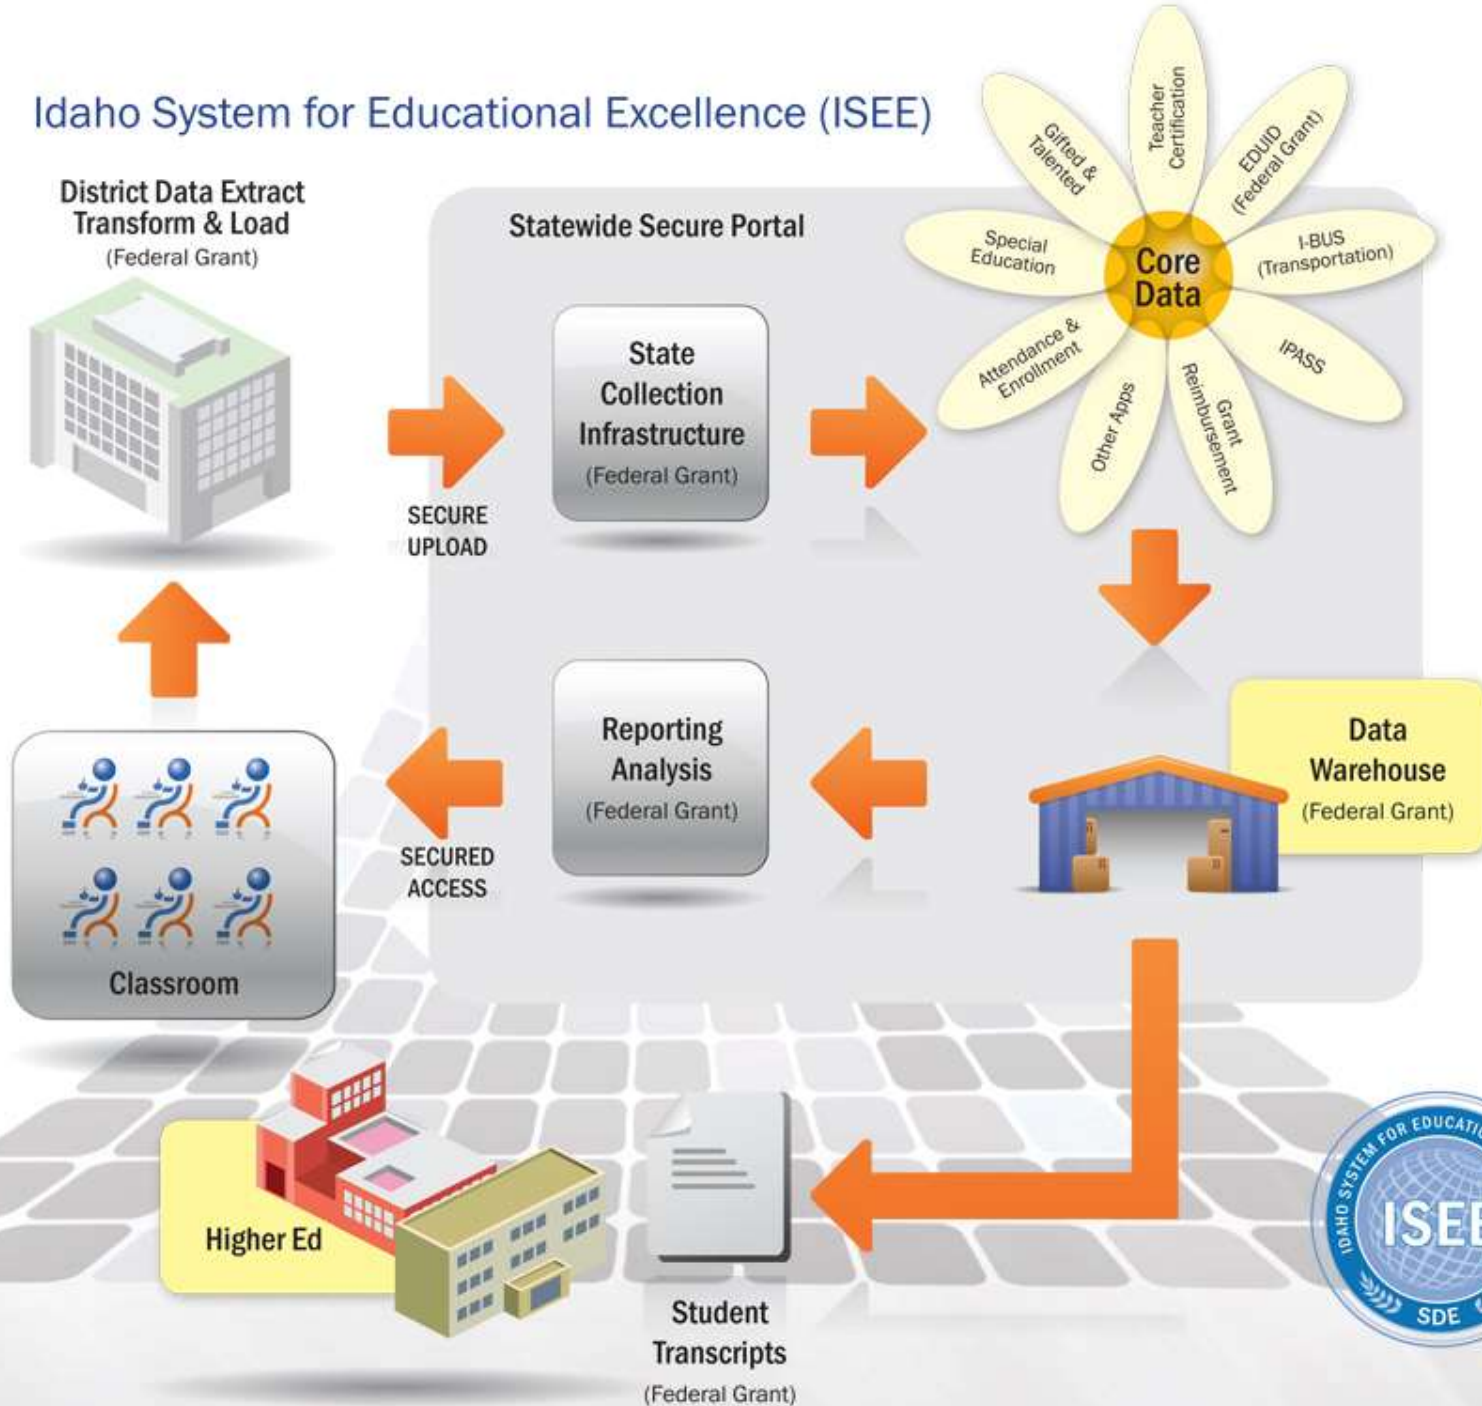 Idaho System for Educational Excellence (ISEE)
District Data Extract
Transform & Load
(Federal Grant)
Statewide Secure Portal
State
Collection
Infrastructure
(Federal Grant)
SECURE
UPLOAD
Core
Data
Teacher
Certification
EDUID
(Federal Grant)
I-BUS
(Transportation)
IPASS
Grant
Reimbursement
Other Apps
Attendance &
Enrollment
Special
Education
Gifted &
Talented
Data
Warehouse
(Federal Grant)
Reporting
Analysis
(Federal Grant)
SECURED
ACCESS
Classroom
Higher Ed
Student
Transcripts
(Federal Grant)
IDAHO SYSTEM FOR
ISEE
SDE